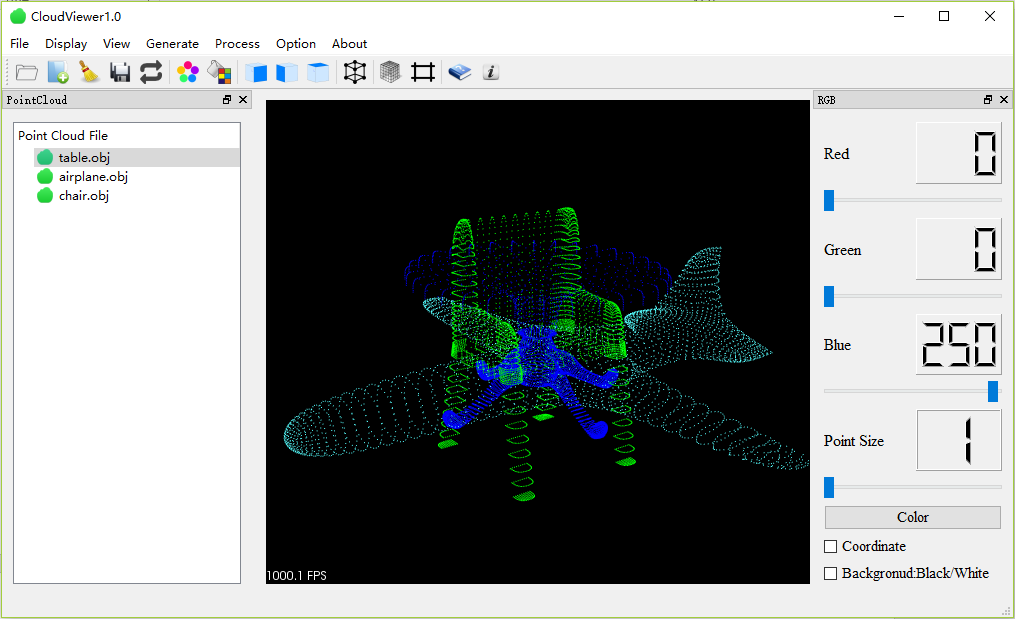 CloudViewer1.0
File Display View Generate Process Option About
PointCloud
RGB
Point Cloud File
table.obj
airplane.obj
chair.obj
Red 0
Green 0
Blue 250
Point Size 1
Color
Coordinate
Backgronud:Black/White
1000.1 FPS